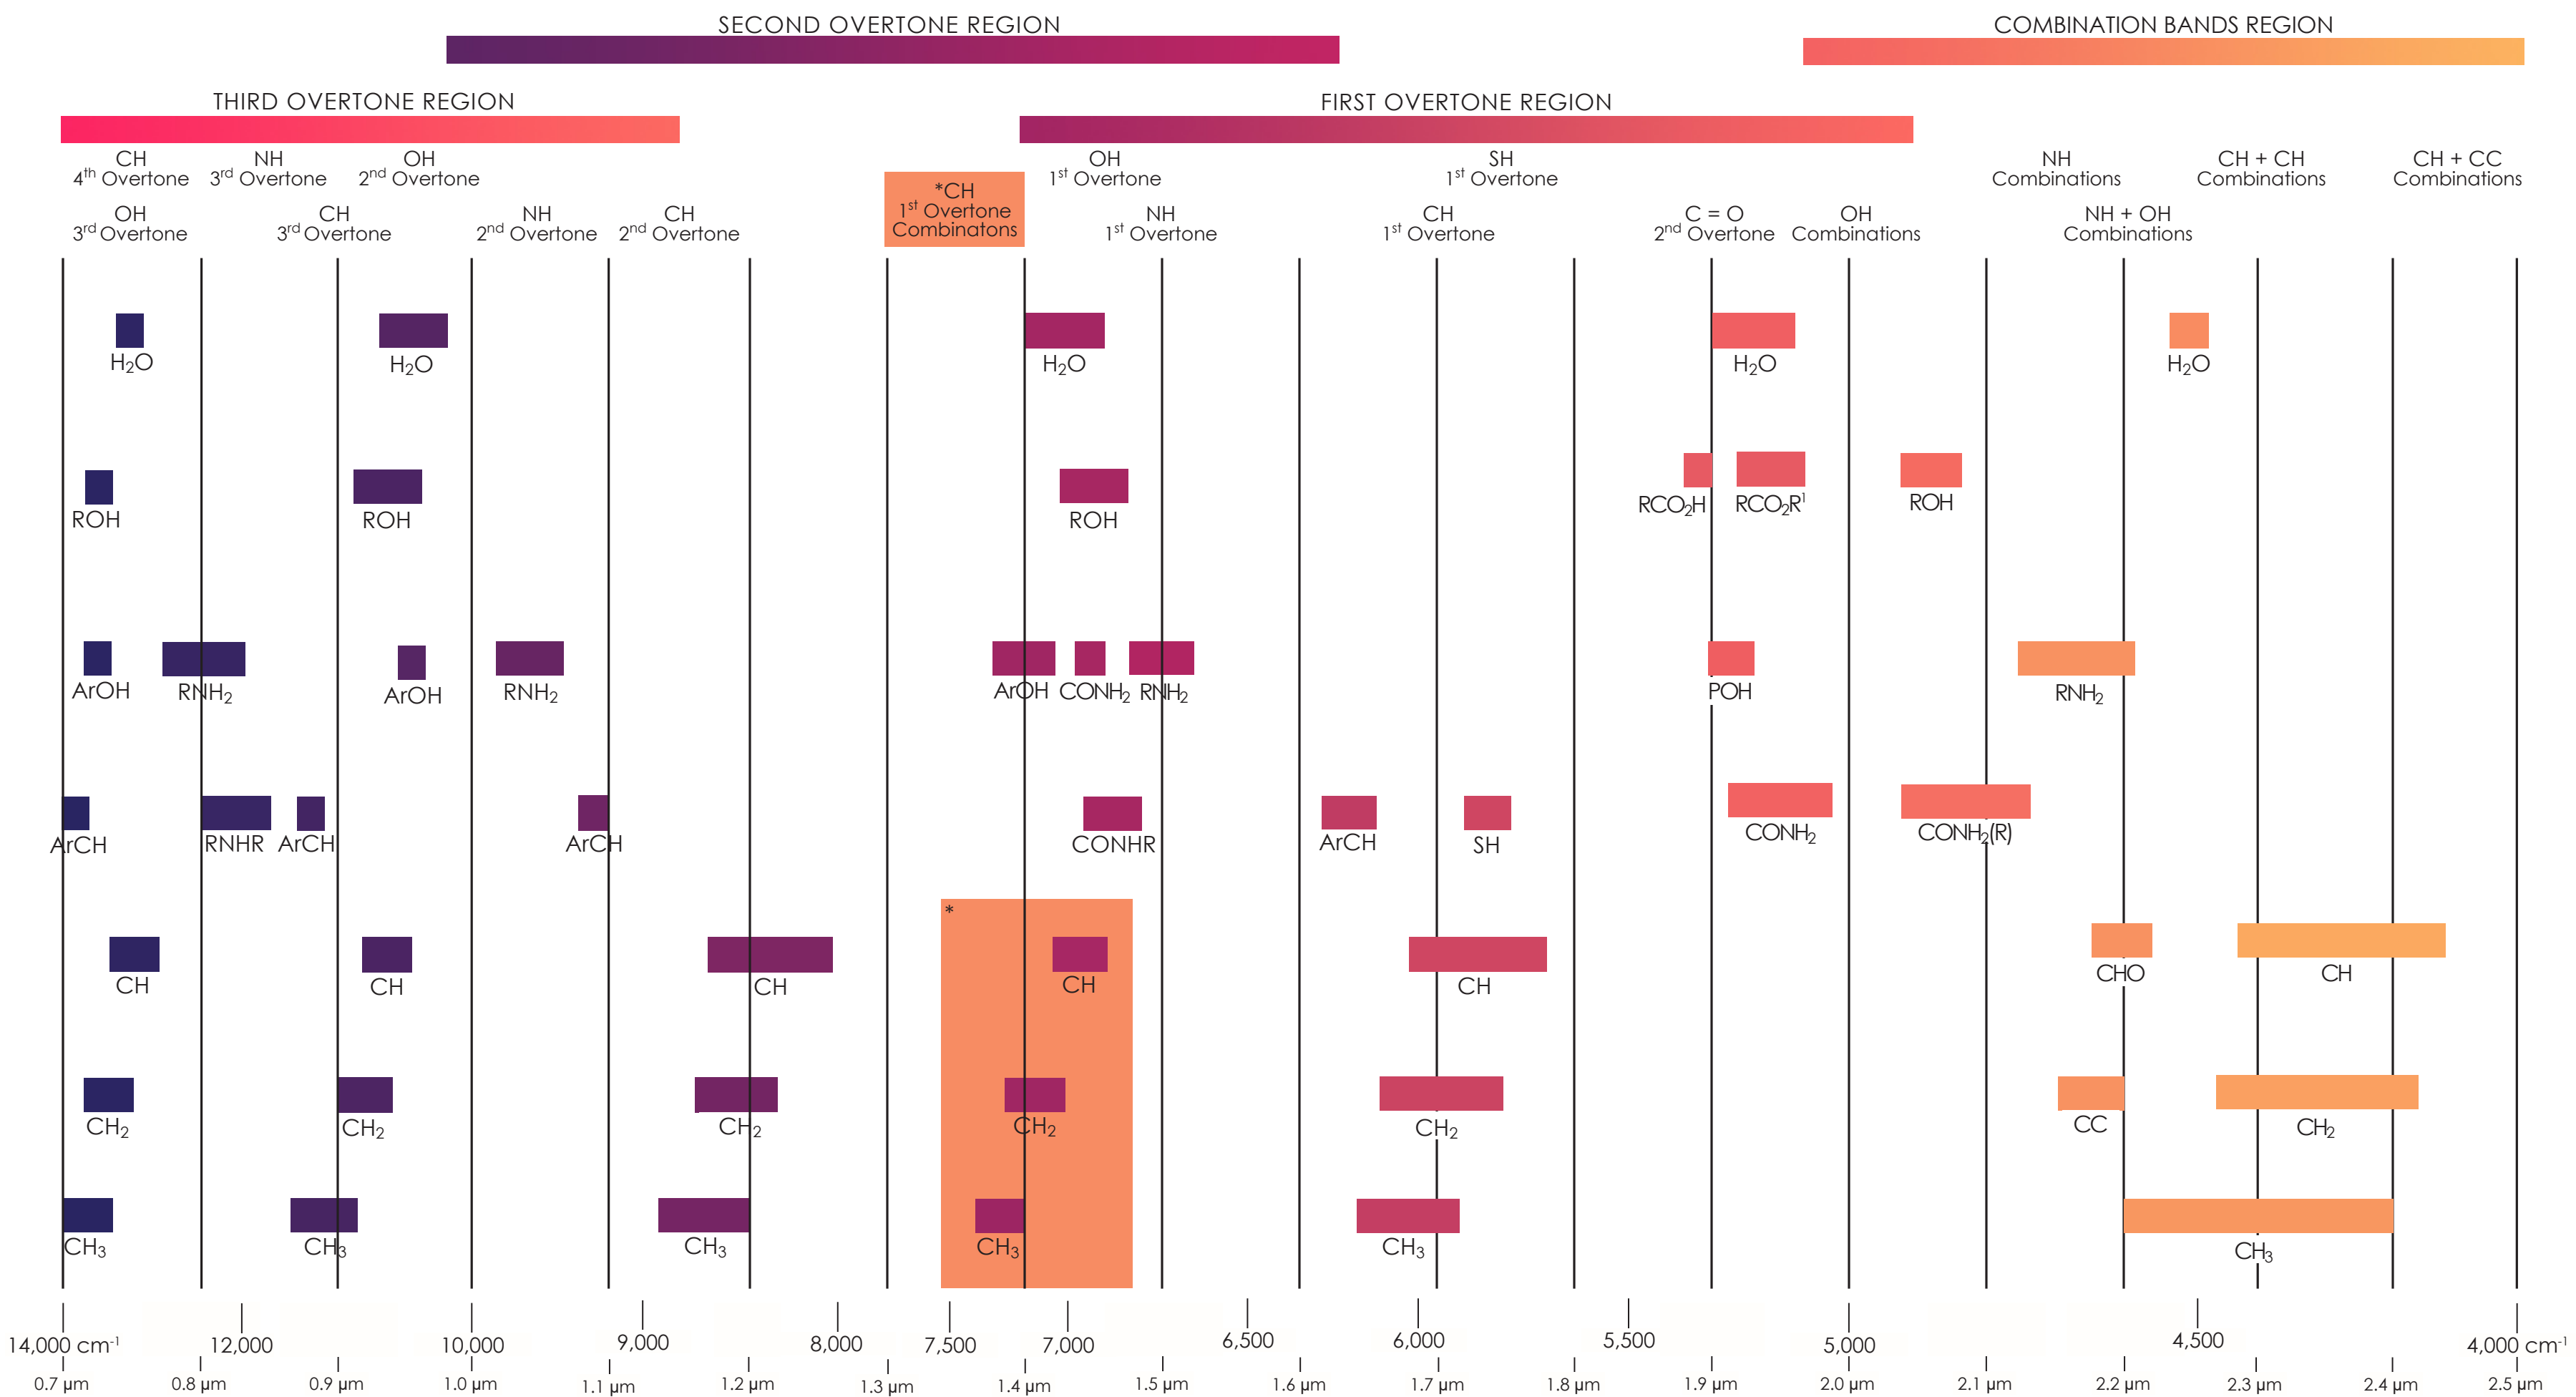 SECOND OVERTONE REGION
COMBINATION BANDS REGION
THIRD OVERTONE REGION
FIRST OVERTONE REGION
CH
4th Overtone
NH
3rd Overtone
OH
2nd Overtone
OH
1st Overtone
SH
1st Overtone
NH
Combinations
CH + CH
Combinations
CH + CC
Combinations
OH
3rd Overtone
CH
3rd Overtone
NH
2nd Overtone
CH
2nd Overtone
*CH
1st Overtone
Combinatons
NH
1st Overtone
CH
1st Overtone
C = O
2nd Overtone
OH
Combinations
NH + OH
Combinations
H2O H2O H2O H2O H2O
ROH ROH ROH RCO2H RCO2R1 ROH
ArOH RNH2 ArOH RNH2 ArOH CONH2 RNH2 POH RNH2
ArCH RNHR ArCH ArCH CONHR ArCH SH CONH2 CONH2(R)
*
CH CH CH CH CH CHO CH
CH2 CH2 CH2 CH2 CH2 CC CH2
CH3 CH3 CH3 CH3 CH3 CH3
14,000 cm-1 12,000 10,000 9,000 8,000 7,500 7,000 6,500 6,000 5,500 5,000 4,500 4,000 cm-1
0.7 µm 0.8 µm 0.9 µm 1.0 µm 1.1 µm 1.2 µm 1.3 µm 1.4 µm 1.5 µm 1.6 µm 1.7 µm 1.8 µm 1.9 µm 2.0 µm 2.1 µm 2.2 µm 2.3 µm 2.4 µm 2.5 µm